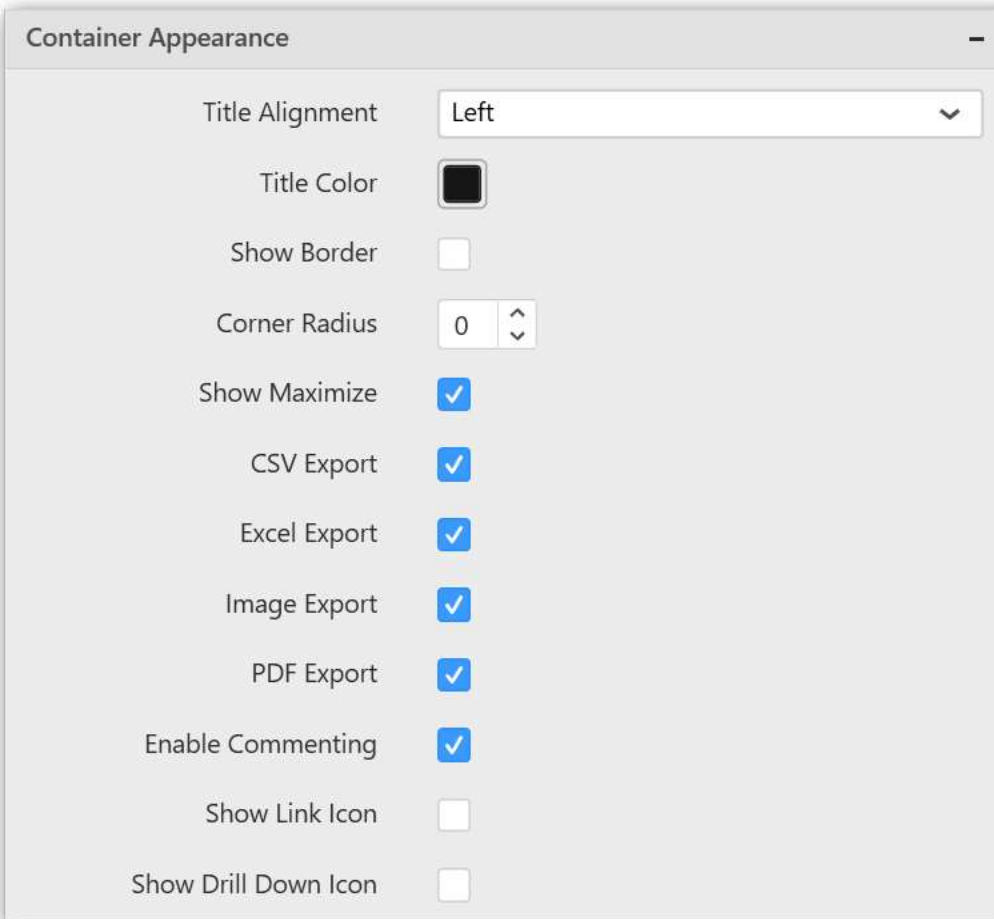 Container Appearance
Title Alignment Left
Title Color
Show Border
Corner Radius 0
Show Maximize
CSV Export
Excel Export
Image Export
PDF Export
Enable Commenting
Show Link Icon
Show Drill Down Icon